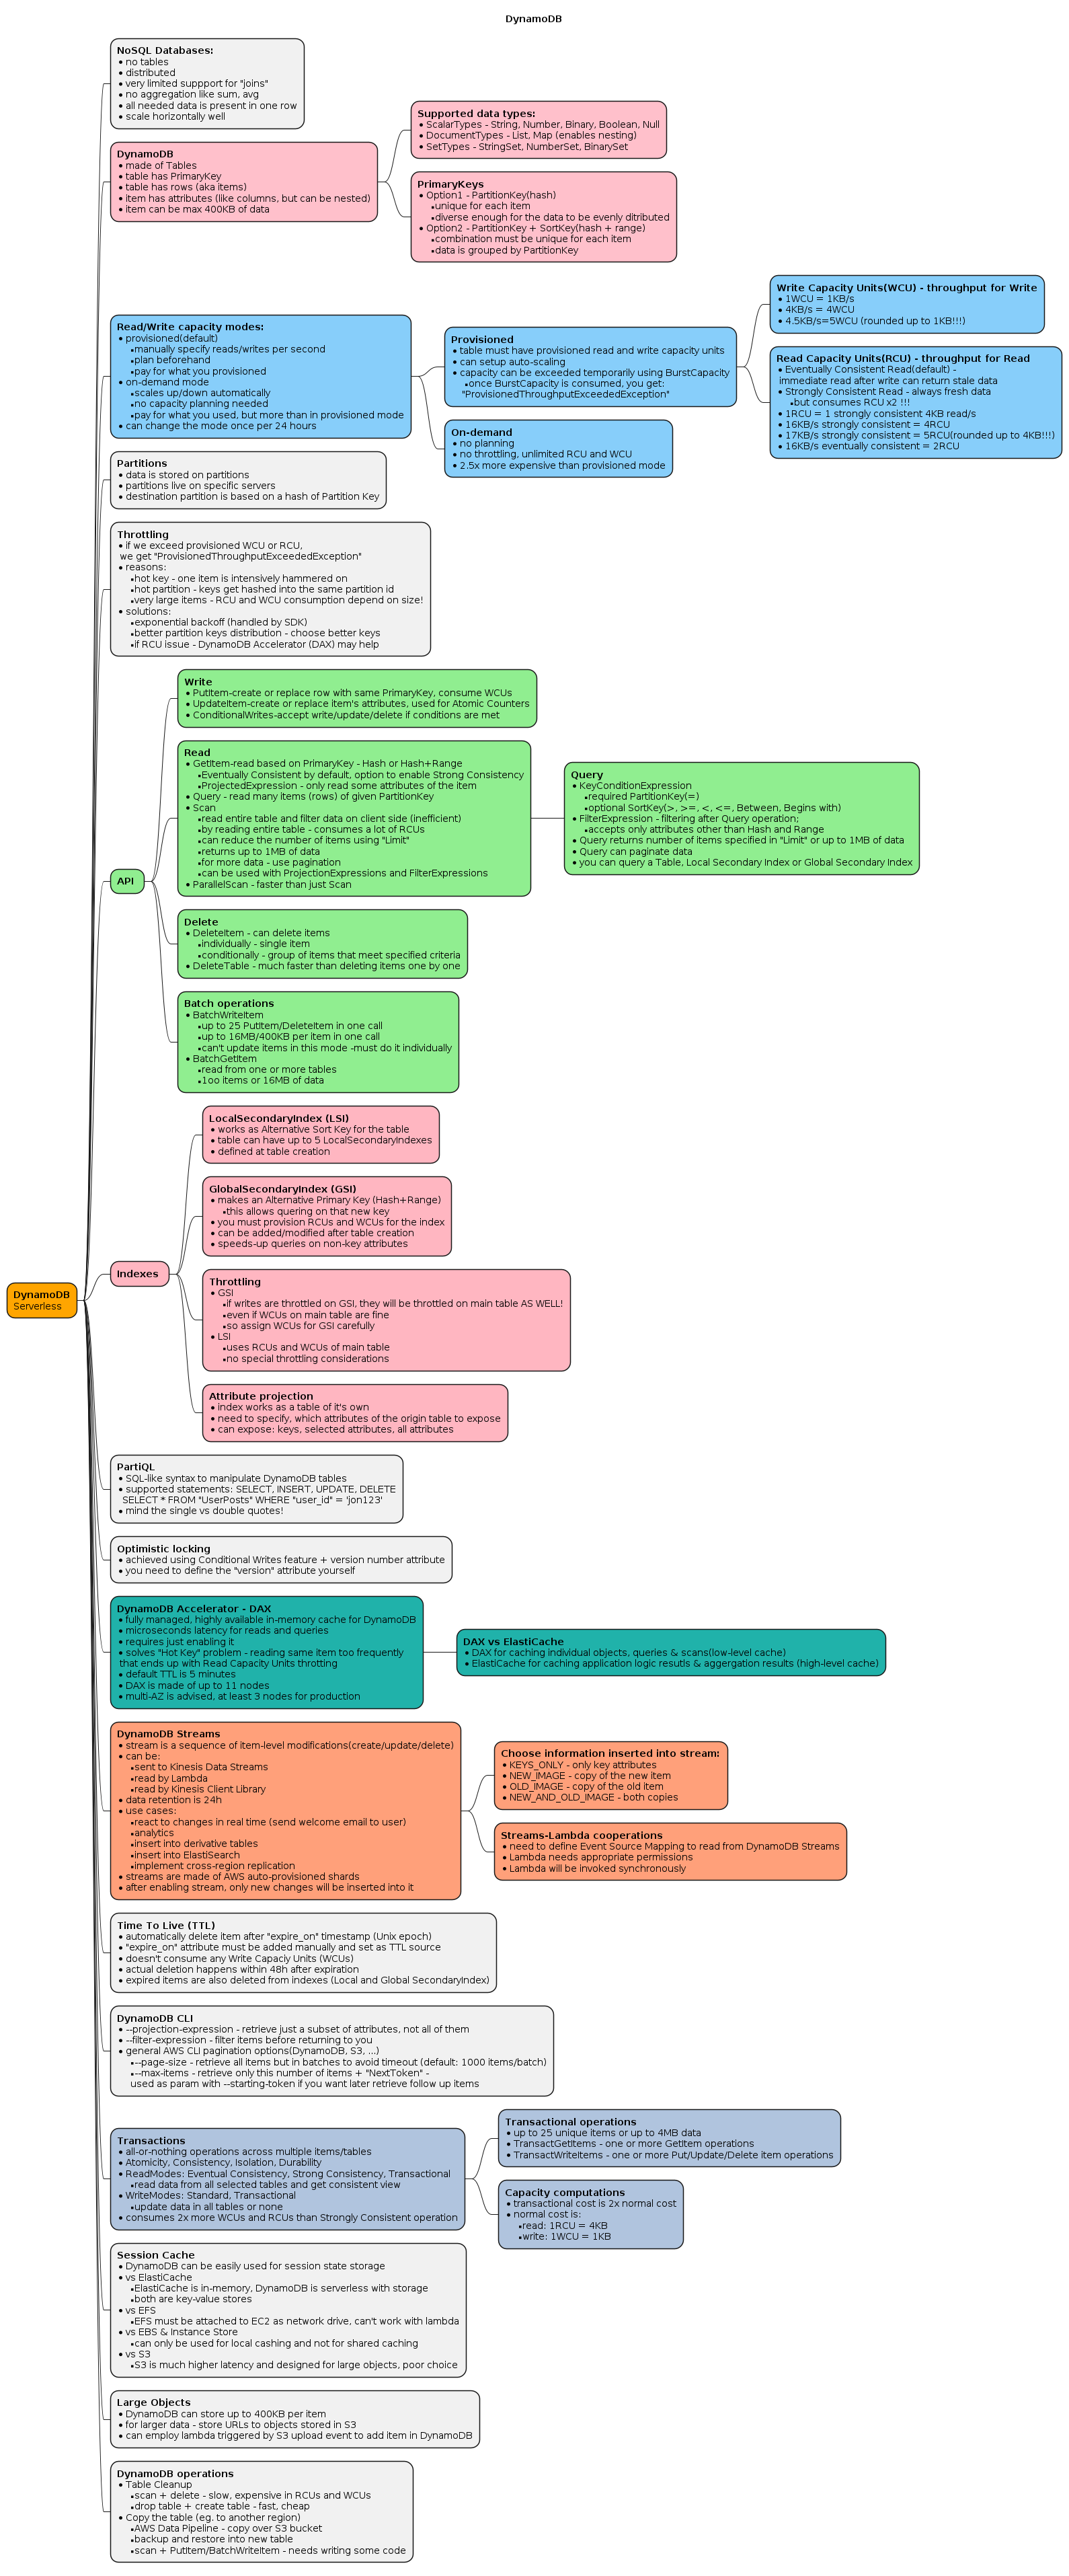 DynamoDB
NoSQL Databases:
• no tables
• distributed
• very limited suppport for "joins"
• no aggregation like sum, avg
• all needed data is present in one row
• scale horizontally well
DynamoDB
• made of Tables
• table has PrimaryKey
• table has rows (aka items)
• item has attributes (like columns, but can be nested)
• item can be max 400KB of data
Supported data types:
• ScalarTypes - String, Number, Binary, Boolean, Null
• DocumentTypes - List, Map (enables nesting)
• SetTypes - StringSet, NumberSet, BinarySet
PrimaryKeys
• Option1 - PartitionKey(hash)
▪unique for each item
▪diverse enough for the data to be evenly ditributed
• Option2 - PartitionKey + SortKey(hash + range)
▪combination must be unique for each item
▪data is grouped by PartitionKey
Read/Write capacity modes:
• provisioned(default)
▪manually specify reads/writes per second
▪plan beforehand
▪pay for what you provisioned
• on-demand mode
▪scales up/down automatically
▪no capacity planning needed
▪pay for what you used, but more than in provisioned mode
• can change the mode once per 24 hours
Provisioned
• table must have provisioned read and write capacity units
• can setup auto-scaling
• capacity can be exceeded temporarily using BurstCapacity
▪once BurstCapacity is consumed, you get:
"ProvisionedThroughputExceededException"
Write Capacity Units(WCU) - throughput for Write
• 1WCU = 1KB/s
• 4KB/s = 4WCU
• 4.5KB/s=5WCU (rounded up to 1KB!!!)
Read Capacity Units(RCU) - throughput for Read
• Eventually Consistent Read(default) -
immediate read after write can return stale data
• Strongly Consistent Read - always fresh data
▪but consumes RCU x2 !!!
• 1RCU = 1 strongly consistent 4KB read/s
• 16KB/s strongly consistent = 4RCU
• 17KB/s strongly consistent = 5RCU(rounded up to 4KB!!!)
• 16KB/s eventually consistent = 2RCU
On-demand
• no planning
• no throttling, unlimited RCU and WCU
• 2.5x more expensive than provisioned mode
Partitions
• data is stored on partitions
• partitions live on specific servers
• destination partition is based on a hash of Partition Key
Throttling
• if we exceed provisioned WCU or RCU,
we get "ProvisionedThroughputExceededException"
• reasons:
▪hot key - one item is intensively hammered on
▪hot partition - keys get hashed into the same partition id
▪very large items - RCU and WCU consumption depend on size!
• solutions:
▪exponential backoff (handled by SDK)
▪better partition keys distribution - choose better keys
▪if RCU issue - DynamoDB Accelerator (DAX) may help
API
Write
• PutItem-create or replace row with same PrimaryKey, consume WCUs
• UpdateItem-create or replace item's attributes, used for Atomic Counters
• ConditionalWrites-accept write/update/delete if conditions are met
Read
• GetItem-read based on PrimaryKey - Hash or Hash+Range
▪Eventually Consistent by default, option to enable Strong Consistency
▪ProjectedExpression - only read some attributes of the item
• Query - read many items (rows) of given PartitionKey
• Scan
▪read entire table and filter data on client side (inefficient)
▪by reading entire table - consumes a lot of RCUs
▪can reduce the number of items using "Limit"
▪returns up to 1MB of data
▪for more data - use pagination
▪can be used with ProjectionExpressions and FilterExpressions
• ParallelScan - faster than just Scan
Query
• KeyConditionExpression
▪required PartitionKey(=)
▪optional SortKey(>, >=, <, <=, Between, Begins with)
• FilterExpression - filtering after Query operation;
▪accepts only attributes other than Hash and Range
• Query returns number of items specified in "Limit" or up to 1MB of data
• Query can paginate data
• you can query a Table, Local Secondary Index or Global Secondary Index
Delete
• DeleteItem - can delete items
▪individually - single item
▪conditionally - group of items that meet specified criteria
• DeleteTable - much faster than deleting items one by one
Batch operations
• BatchWriteItem
▪up to 25 PutItem/DeleteItem in one call
▪up to 16MB/400KB per item in one call
▪can't update items in this mode -must do it individually
• BatchGetItem
▪read from one or more tables
▪1oo items or 16MB of data
DynamoDB
Serverless
Indexes
LocalSecondaryIndex (LSI)
• works as Alternative Sort Key for the table
• table can have up to 5 LocalSecondaryIndexes
• defined at table creation
GlobalSecondaryIndex (GSI)
• makes an Alternative Primary Key (Hash+Range)
▪this allows quering on that new key
• you must provision RCUs and WCUs for the index
• can be added/modified after table creation
• speeds-up queries on non-key attributes
Throttling
• GSI
▪if writes are throttled on GSI, they will be throttled on main table AS WELL!
▪even if WCUs on main table are fine
▪so assign WCUs for GSI carefully
• LSI
▪uses RCUs and WCUs of main table
▪no special throttling considerations
Attribute projection
• index works as a table of it's own
• need to specify, which attributes of the origin table to expose
• can expose: keys, selected attributes, all attributes
PartiQL
• SQL-like syntax to manipulate DynamoDB tables
• supported statements: SELECT, INSERT, UPDATE, DELETE
SELECT * FROM "UserPosts" WHERE "user_id" = 'jon123'
• mind the single vs double quotes!
Optimistic locking
• achieved using Conditional Writes feature + version number attribute
• you need to define the "version" attribute yourself
DynamoDB Accelerator - DAX
• fully managed, highly available in-memory cache for DynamoDB
• microseconds latency for reads and queries
• requires just enabling it
• solves "Hot Key" problem - reading same item too frequently
that ends up with Read Capacity Units throtting
• default TTL is 5 minutes
• DAX is made of up to 11 nodes
• multi-AZ is advised, at least 3 nodes for production
DAX vs ElastiCache
• DAX for caching individual objects, queries & scans(low-level cache)
• ElastiCache for caching application logic resutls & aggergation results (high-level cache)
DynamoDB Streams
• stream is a sequence of item-level modifications(create/update/delete)
• can be:
▪sent to Kinesis Data Streams
▪read by Lambda
▪read by Kinesis Client Library
• data retention is 24h
• use cases:
▪react to changes in real time (send welcome email to user)
▪analytics
▪insert into derivative tables
▪insert into ElastiSearch
▪implement cross-region replication
• streams are made of AWS auto-provisioned shards
• after enabling stream, only new changes will be inserted into it
Choose information inserted into stream:
• KEYS_ONLY - only key attributes
• NEW_IMAGE - copy of the new item
• OLD_IMAGE - copy of the old item
• NEW_AND_OLD_IMAGE - both copies
Streams-Lambda cooperations
• need to define Event Source Mapping to read from DynamoDB Streams
• Lambda needs appropriate permissions
• Lambda will be invoked synchronously
Time To Live (TTL)
• automatically delete item after "expire_on" timestamp (Unix epoch)
• "expire_on" attribute must be added manually and set as TTL source
• doesn't consume any Write Capaciy Units (WCUs)
• actual deletion happens within 48h after expiration
• expired items are also deleted from indexes (Local and Global SecondaryIndex)
DynamoDB CLI
• --projection-expression - retrieve just a subset of attributes, not all of them
• --filter-expression - filter items before returning to you
• general AWS CLI pagination options(DynamoDB, S3, ...)
▪--page-size - retrieve all items but in batches to avoid timeout (default: 1000 items/batch)
▪--max-items - retrieve only this number of items + "NextToken" -
used as param with --starting-token if you want later retrieve follow up items
Transactions
• all-or-nothing operations across multiple items/tables
• Atomicity, Consistency, Isolation, Durability
• ReadModes: Eventual Consistency, Strong Consistency, Transactional
▪read data from all selected tables and get consistent view
• WriteModes: Standard, Transactional
▪update data in all tables or none
• consumes 2x more WCUs and RCUs than Strongly Consistent operation
Transactional operations
• up to 25 unique items or up to 4MB data
• TransactGetItems - one or more GetItem operations
• TransactWriteItems - one or more Put/Update/Delete item operations
Capacity computations
• transactional cost is 2x normal cost
• normal cost is:
▪read: 1RCU = 4KB
▪write: 1WCU = 1KB
Session Cache
• DynamoDB can be easily used for session state storage
• vs ElastiCache
▪ElastiCache is in-memory, DynamoDB is serverless with storage
▪both are key-value stores
• vs EFS
▪EFS must be attached to EC2 as network drive, can't work with lambda
• vs EBS & Instance Store
▪can only be used for local cashing and not for shared caching
• vs S3
▪S3 is much higher latency and designed for large objects, poor choice
Large Objects
• DynamoDB can store up to 400KB per item
• for larger data - store URLs to objects stored in S3
• can employ lambda triggered by S3 upload event to add item in DynamoDB
DynamoDB operations
• Table Cleanup
▪scan + delete - slow, expensive in RCUs and WCUs
▪drop table + create table - fast, cheap
• Copy the table (eg. to another region)
▪AWS Data Pipeline - copy over S3 bucket
▪backup and restore into new table
▪scan + PutItem/BatchWriteItem - needs writing some code